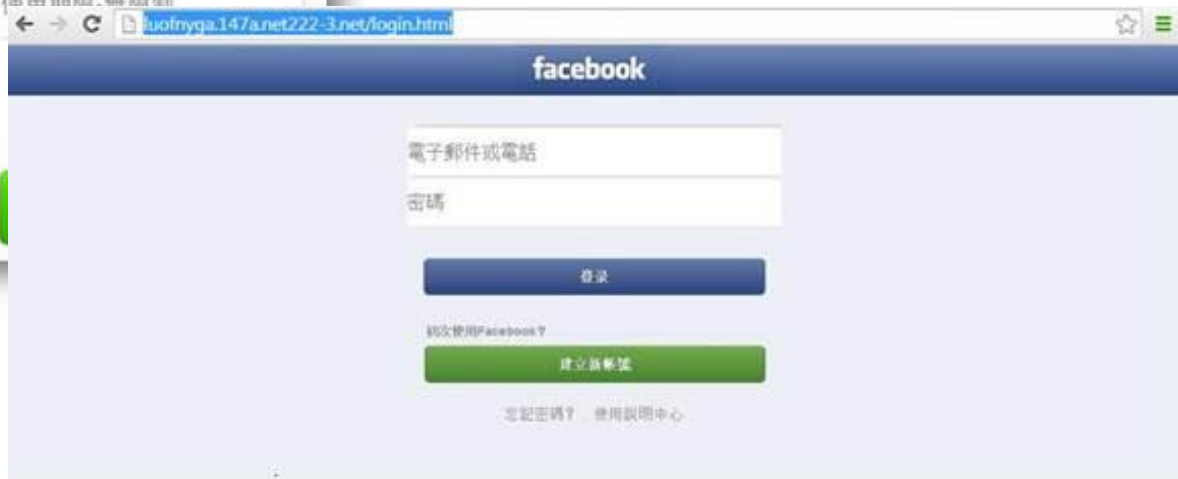 luofnyga.147a.net222-3.net/login.html
facebook
電子郵件或電話
密碼
登录
初次使用Facebook？
建立新帳號
忘記密碼？ 使用說明中心